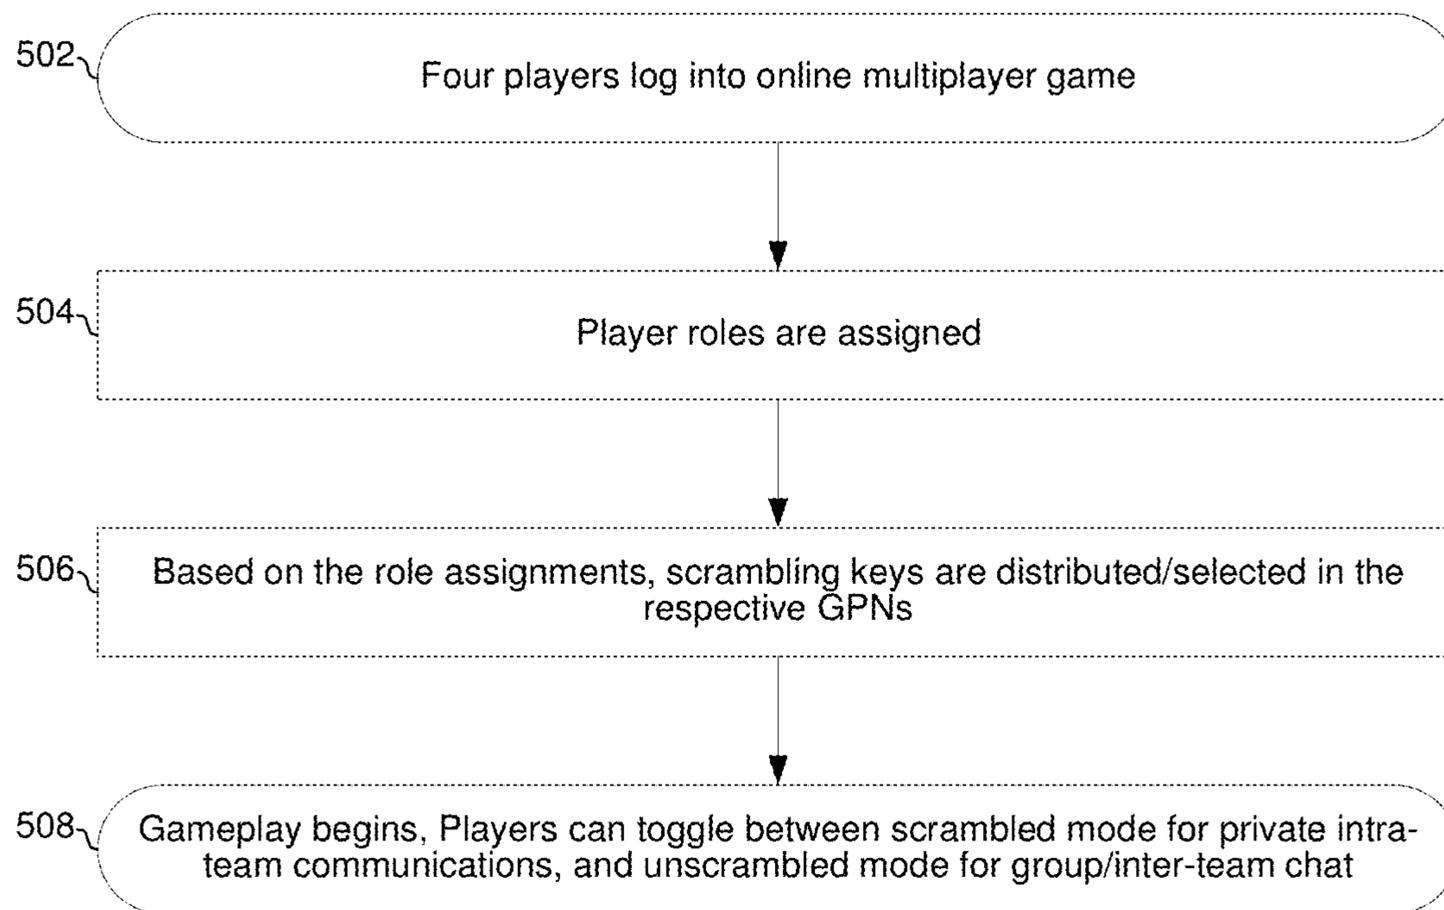 502
Four players log into online multiplayer game
504
Player roles are assigned
506
Based on the role assignments, scrambling keys are distributed/selected in the
respective GPNs
508
Gameplay begins, Players can toggle between scrambled mode for private intra-
team communications, and unscrambled mode for group/inter-team chat